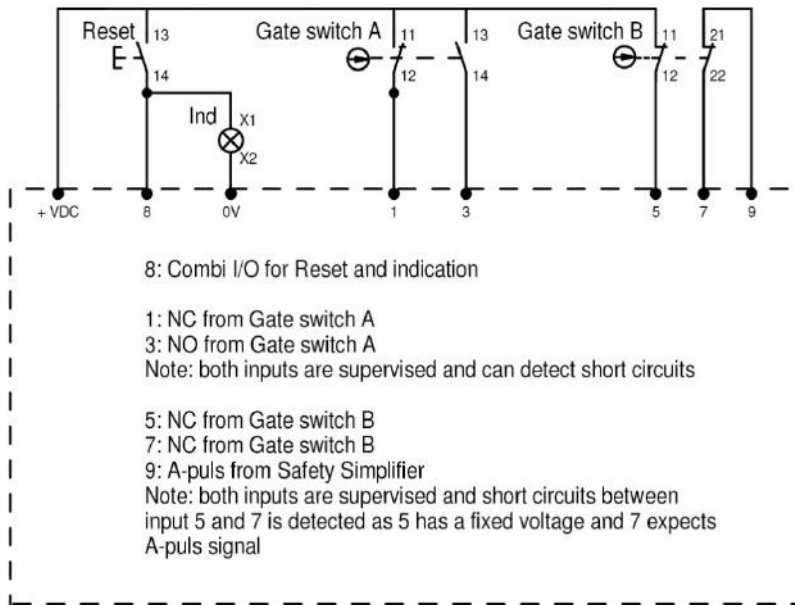 Reset 13 Gate switch A 11 13 Gate switch B 11 21
14 12 14 12 22
Ind X1
X2
+ VDC 8 0V 1 3 5 7 9
8: Combi I/O for Reset and indication
1: NC from Gate switch A
3: NO from Gate switch A
Note: both inputs are supervised and can detect short circuits
5: NC from Gate switch B
7: NC from Gate switch B
9: A-puls from Safety Simplifier
Note: both inputs are supervised and short circuits between
input 5 and 7 is detected as 5 has a fixed voltage and 7 expects
A-puls signal